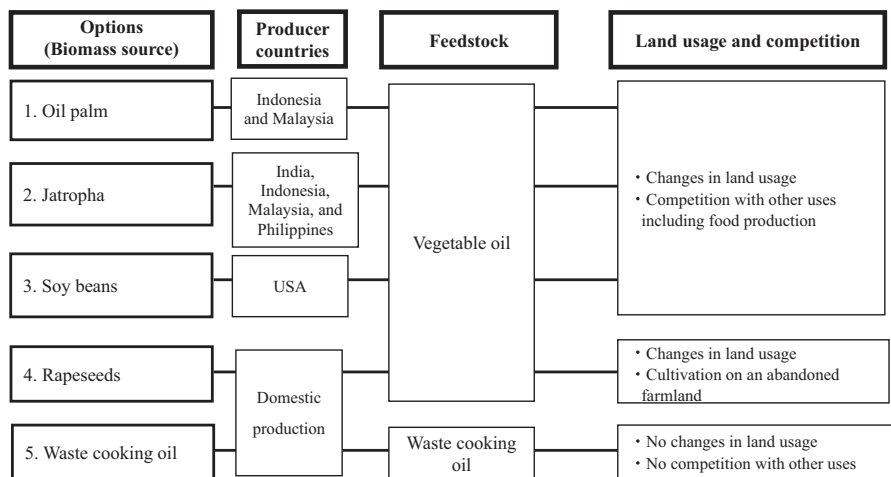 Options
(Biomass source)
Producer
countries
Feedstock
Land usage and competition
1. Oil palm
Indonesia
and Malaysia
2. Jatropha
India,
Indonesia,
Malaysia, and
Philippines
3. Soy beans
USA
Vegetable oil
・Changes in land usage
・Competition with other uses
including food production
4. Rapeseeds
Domestic
production
・Changes in land usage
・Cultivation on an abandoned
farmland
5. Waste cooking oil
Waste cooking
oil
・No changes in land usage
・No competition with other uses